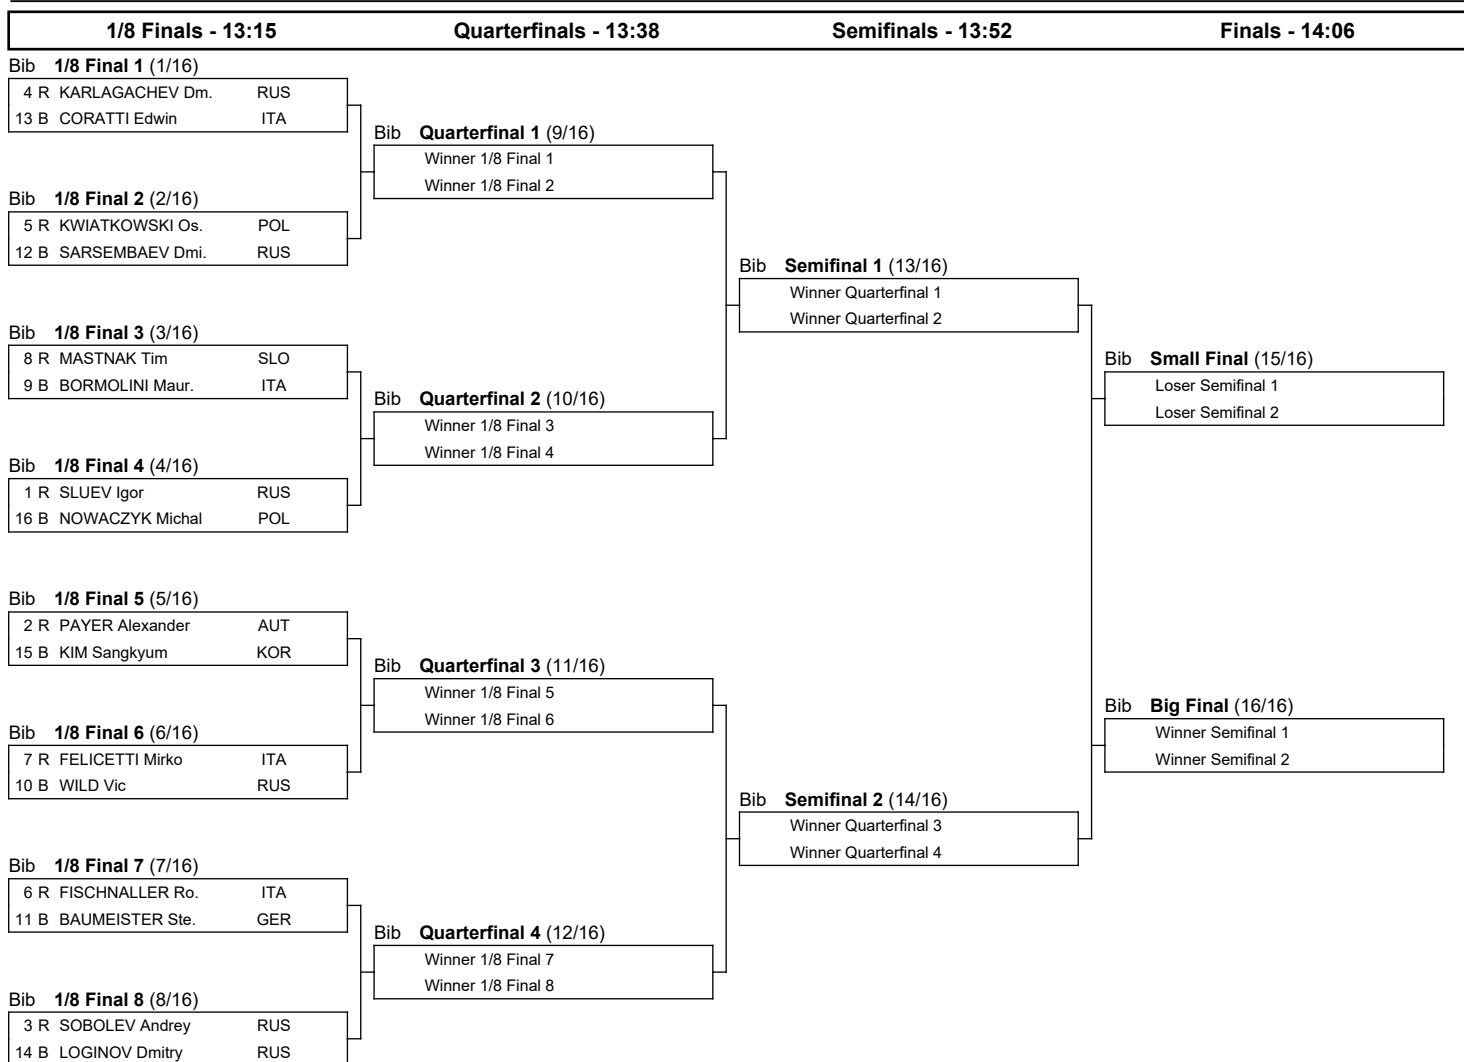 1/8 Finals - 13:15 Quarterfinals - 13:38 Semifinals - 13:52 Finals - 14:06
Bib 1/8 Final 1 (1/16)
4 R KARLAGACHEV Dm. RUS
13 B CORATTI Edwin ITA
Bib 1/8 Final 2 (2/16)
5 R KWIATKOWSKI Os. POL
12 B SARSEMBAEV Dmi. RUS
Bib 1/8 Final 3 (3/16)
8 R MASTNAK Tim SLO
9 B BORMOLINI Maur. ITA
Bib 1/8 Final 4 (4/16)
1 R SLUEV Igor RUS
16 B NOWACZYK Michal POL
Bib 1/8 Final 5 (5/16)
2 R PAYER Alexander AUT
15 B KIM Sangkyum KOR
Bib 1/8 Final 6 (6/16)
7 R FELICETTI Mirko ITA
10 B WILD Vic RUS
Bib 1/8 Final 7 (7/16)
6 R FISCHNALLER Ro. ITA
11 B BAUMEISTER Ste. GER
Bib 1/8 Final 8 (8/16)
3 R SOBOLEV Andrey RUS
14 B LOGINOV Dmitry RUS
Bib Quarterfinal 1 (9/16)
Winner 1/8 Final 1
Winner 1/8 Final 2
Bib Quarterfinal 2 (10/16)
Winner 1/8 Final 3
Winner 1/8 Final 4
Bib Quarterfinal 3 (11/16)
Winner 1/8 Final 5
Winner 1/8 Final 6
Bib Quarterfinal 4 (12/16)
Winner 1/8 Final 7
Winner 1/8 Final 8
Bib Semifinal 1 (13/16)
Winner Quarterfinal 1
Winner Quarterfinal 2
Bib Semifinal 2 (14/16)
Winner Quarterfinal 3
Winner Quarterfinal 4
Bib Small Final (15/16)
Loser Semifinal 1
Loser Semifinal 2
Bib Big Final (16/16)
Winner Semifinal 1
Winner Semifinal 2